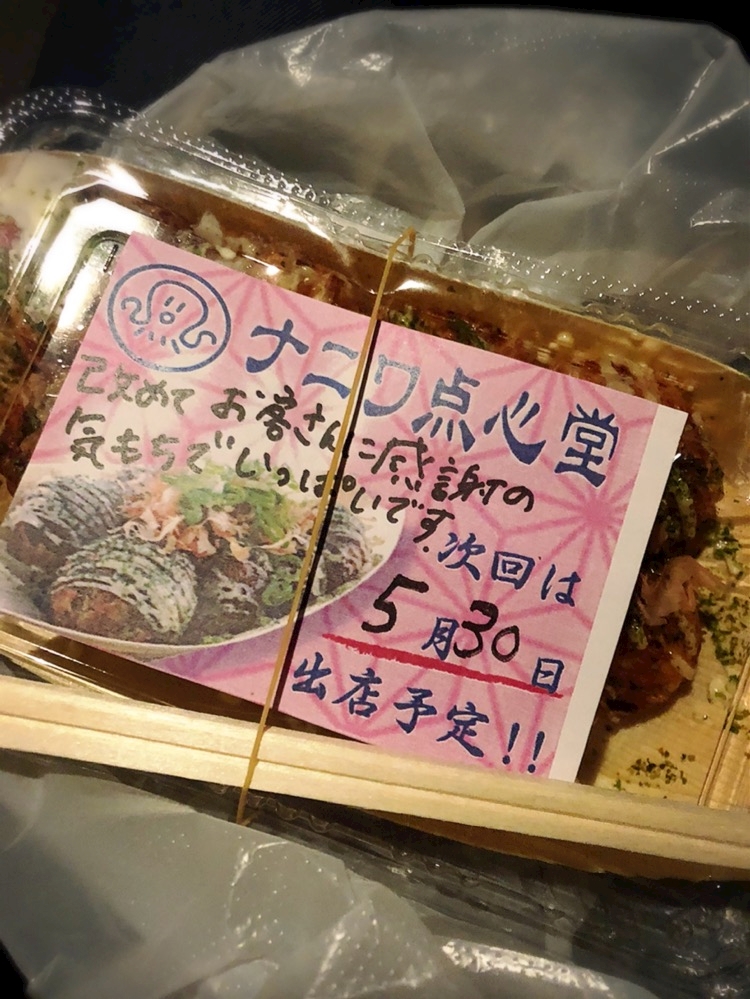 ナニワ点心堂
改めて お客さん感謝の
気もちでいっぱいです。
次回は
5月30日
出店予定!!